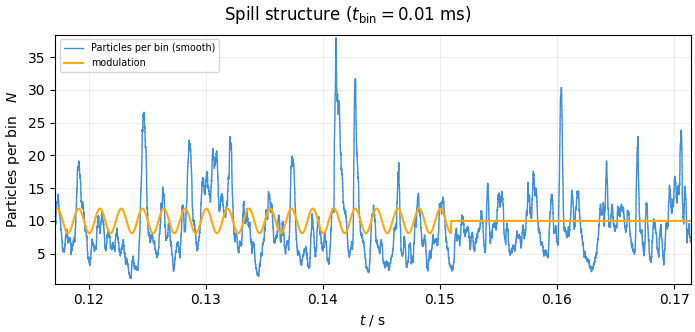 Spill structure (t_bin = 0.01 ms)
Particles per bin (smooth)
modulation
Particles per bin N
35
30
25
20
15
10
5
0.12 0.13 0.14 0.15 0.16 0.17
t / s